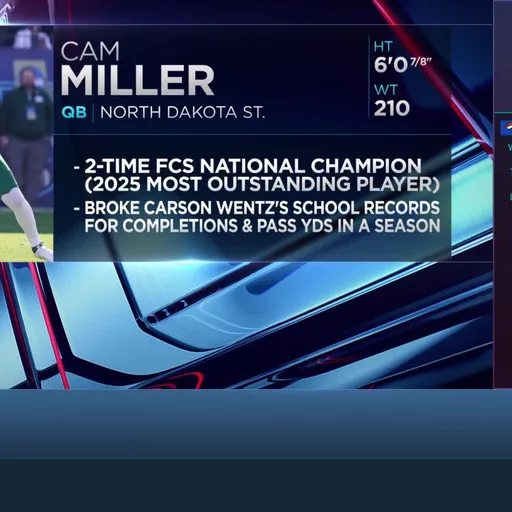 CAM
MILLER
QB | NORTH DAKOTA ST.
HT
6'0 7/8"
WT
210
- 2-TIME FCS NATIONAL CHAMPION
(2025 MOST OUTSTANDING PLAYER)
- BROKE CARSON WENTZ'S SCHOOL RECORDS
FOR COMPLETIONS & PASS YDS IN A SEASON